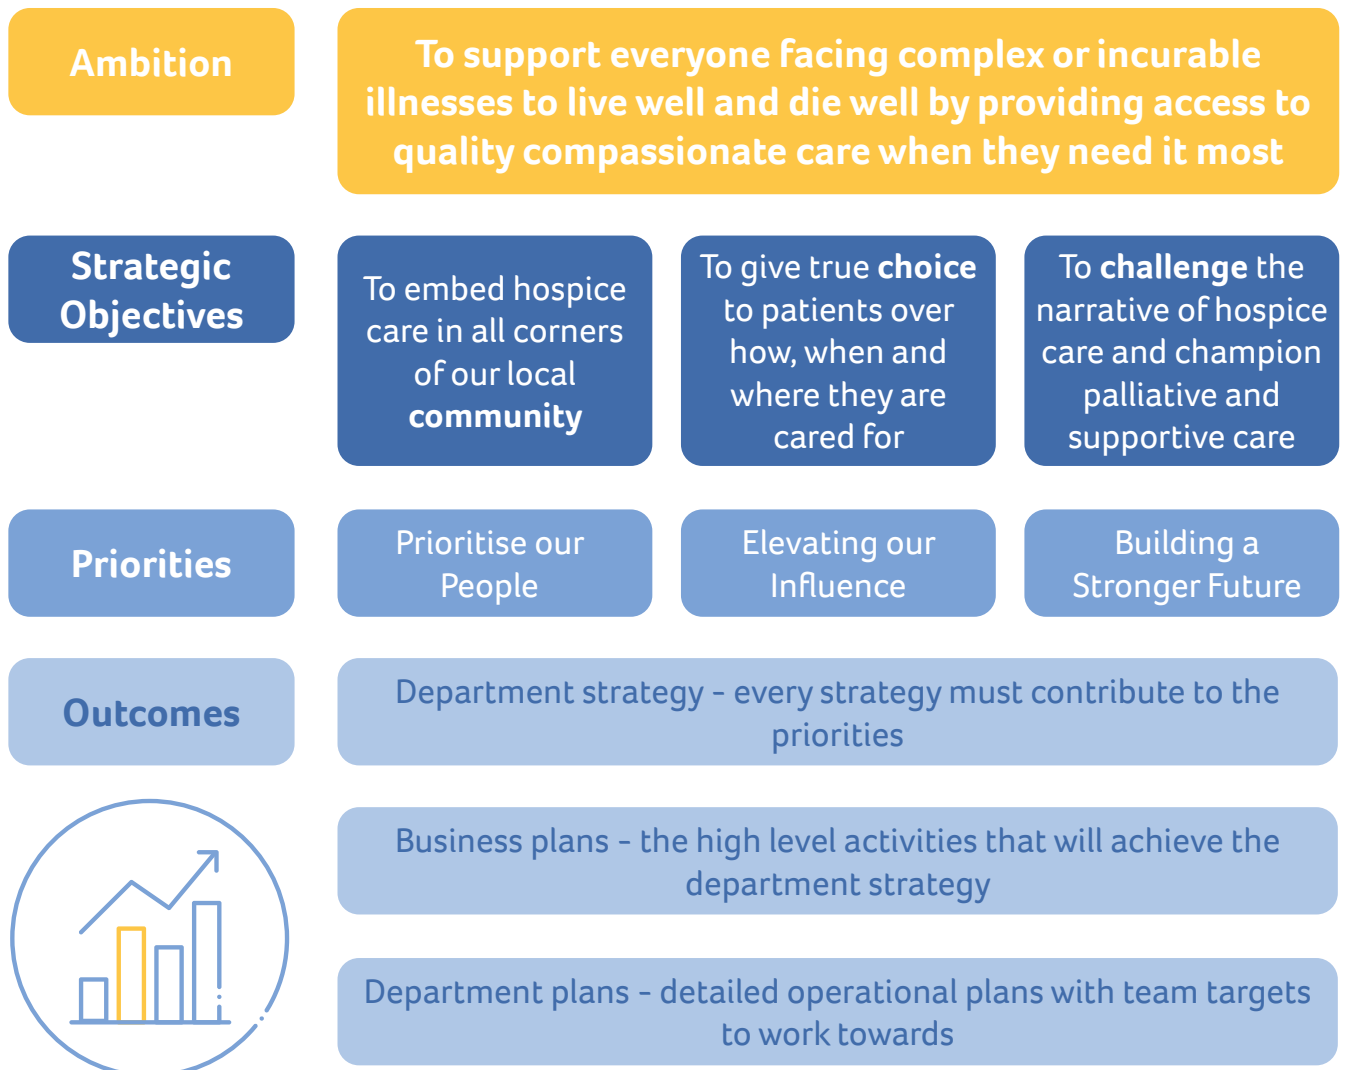 Ambition
To support everyone facing complex or incurable
illnesses to live well and die well by providing access to
quality compassionate care when they need it most
Strategic
Objectives
To embed hospice
care in all corners
of our local
community
To give true choice
to patients over
how, when and
where they are
cared for
To challenge the
narrative of hospice
care and champion
palliative and
supportive care
Priorities
Prioritise our
People
Elevating our
Influence
Building a
Stronger Future
Outcomes
Department strategy - every strategy must contribute to the
priorities
Business plans - the high level activities that will achieve the
department strategy
Department plans - detailed operational plans with team targets
to work towards